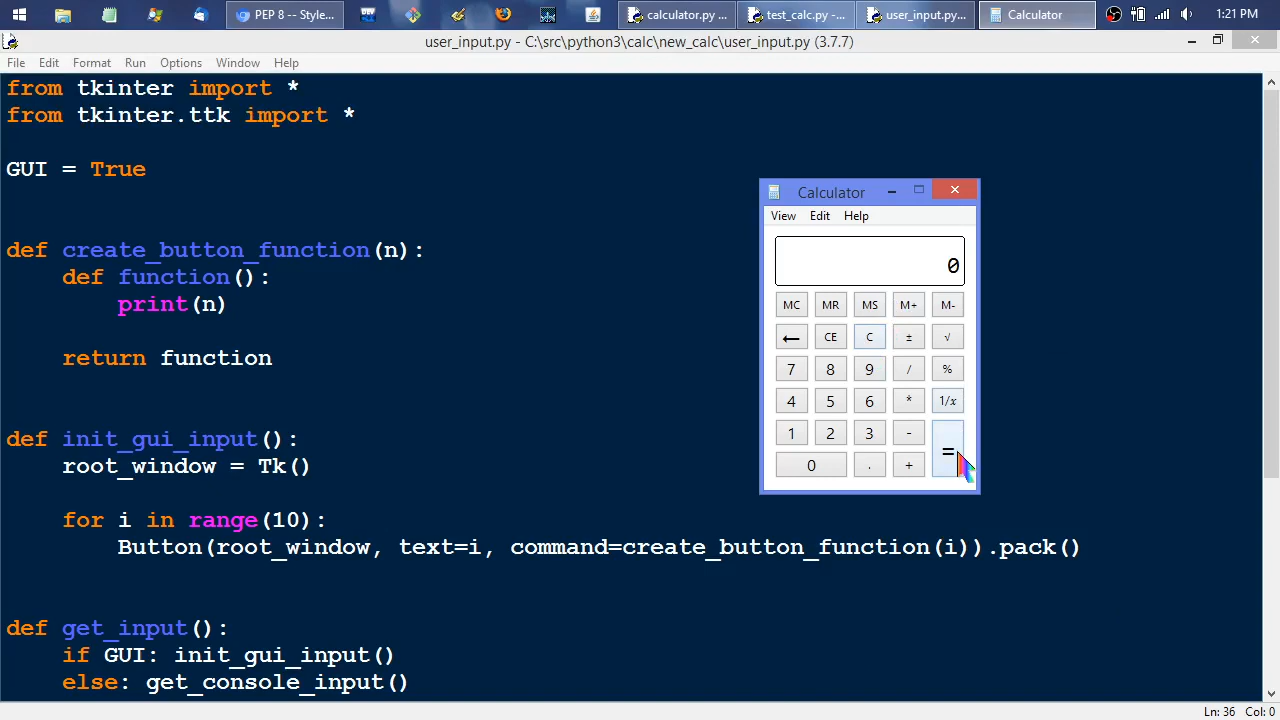 PEP 8 -- Style...
calculator.py ...
test_calc.py -...
user_input.py...
Calculator
1:21 PM
user_input.py - C:\src\python3\calc\new_calc\user_input.py (3.7.7)
File Edit Format Run Options Window Help
from tkinter import *
from tkinter.ttk import *
GUI = True
def create_button_function(n):
    def function():
        print(n)
    return function
def init_gui_input():
    root_window = Tk()
    for i in range(10):
        Button(root_window, text=i, command=create_button_function(i)).pack()
def get_input():
    if GUI: init_gui_input()
    else: get_console_input()
Calculator
View Edit Help
0
MC MR MS M+ M-
← CE C ± √
7 8 9 / %
4 5 6 * 1/x
1 2 3 - =
0 . +
Ln: 36 Col: 0